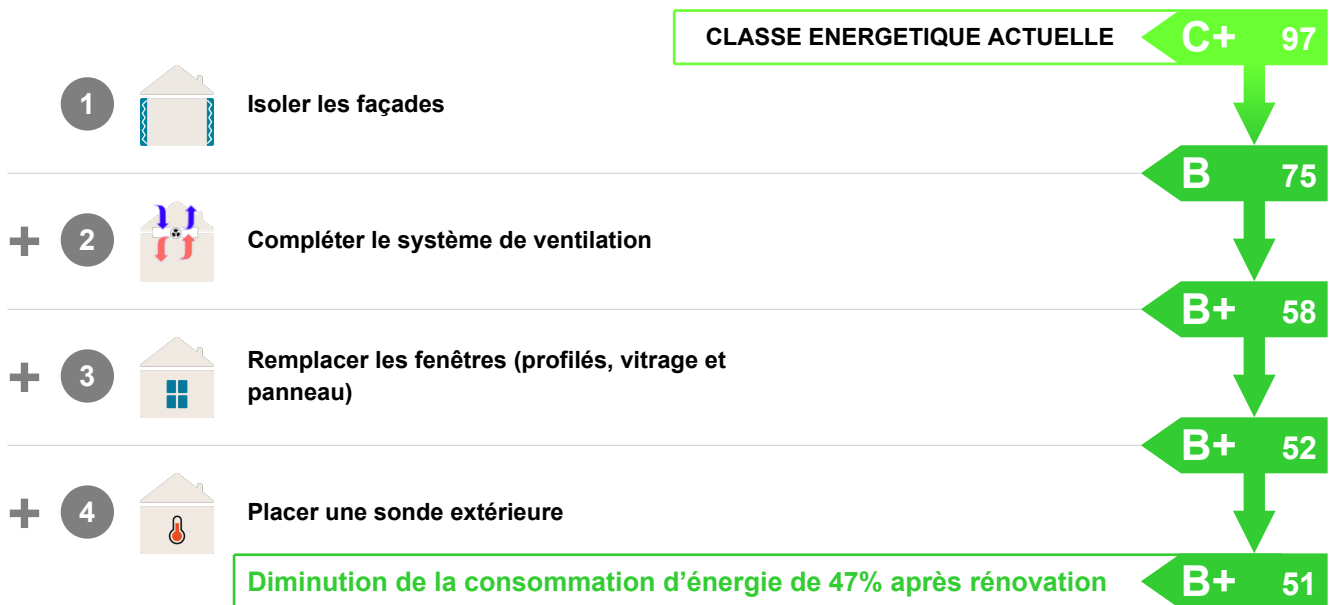 CLASSE ENERGETIQUE ACTUELLE C+ 97
1 Isoler les façades
B 75
+ 2 Compléter le système de ventilation
B+ 58
+ 3 Remplacer les fenêtres (profilés, vitrage et
panneau)
B+ 52
+ 4 Placer une sonde extérieure
Diminution de la consommation d’énergie de 47% après rénovation B+ 51